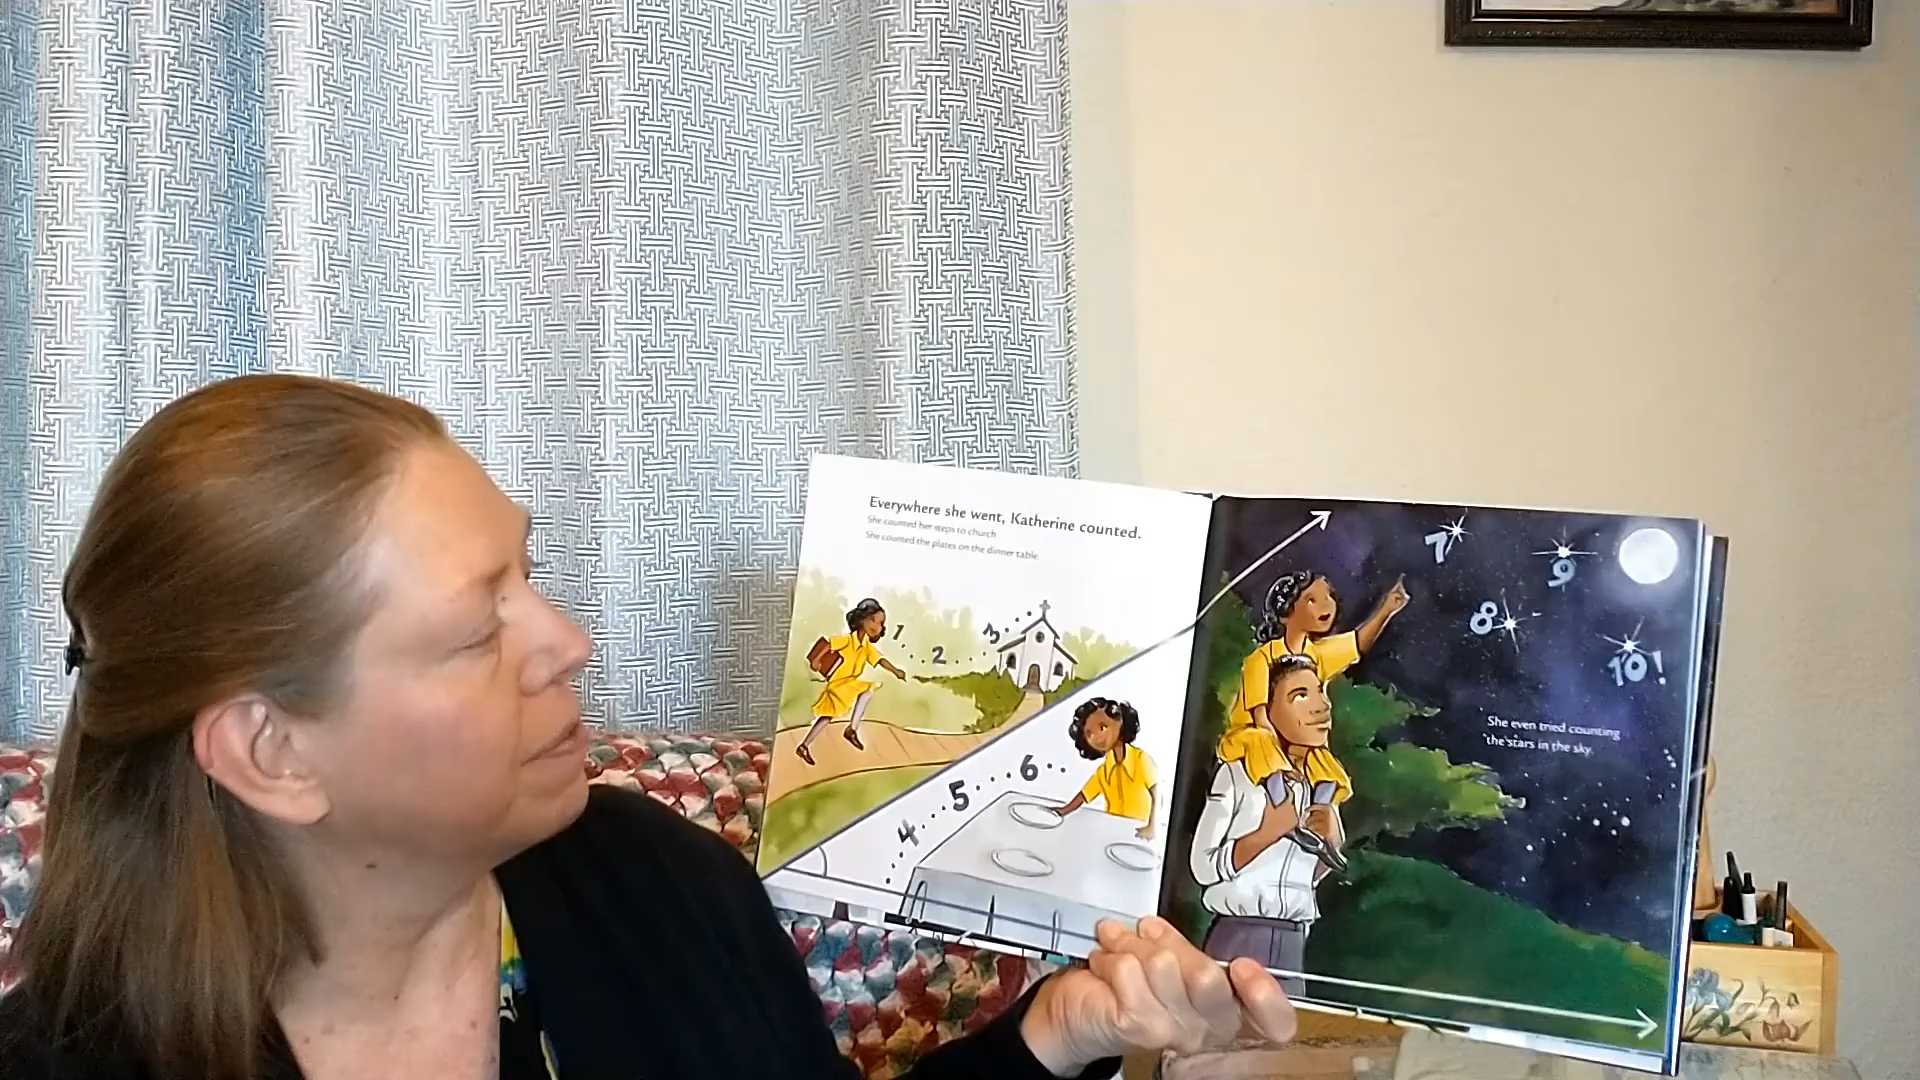 Everywhere she went, Katherine counted.
She counted her steps to church
She counted the plates on the dinner table
1
2
3
4
5
6
7
8
9
10!
She even tried counting
the stars in the sky.